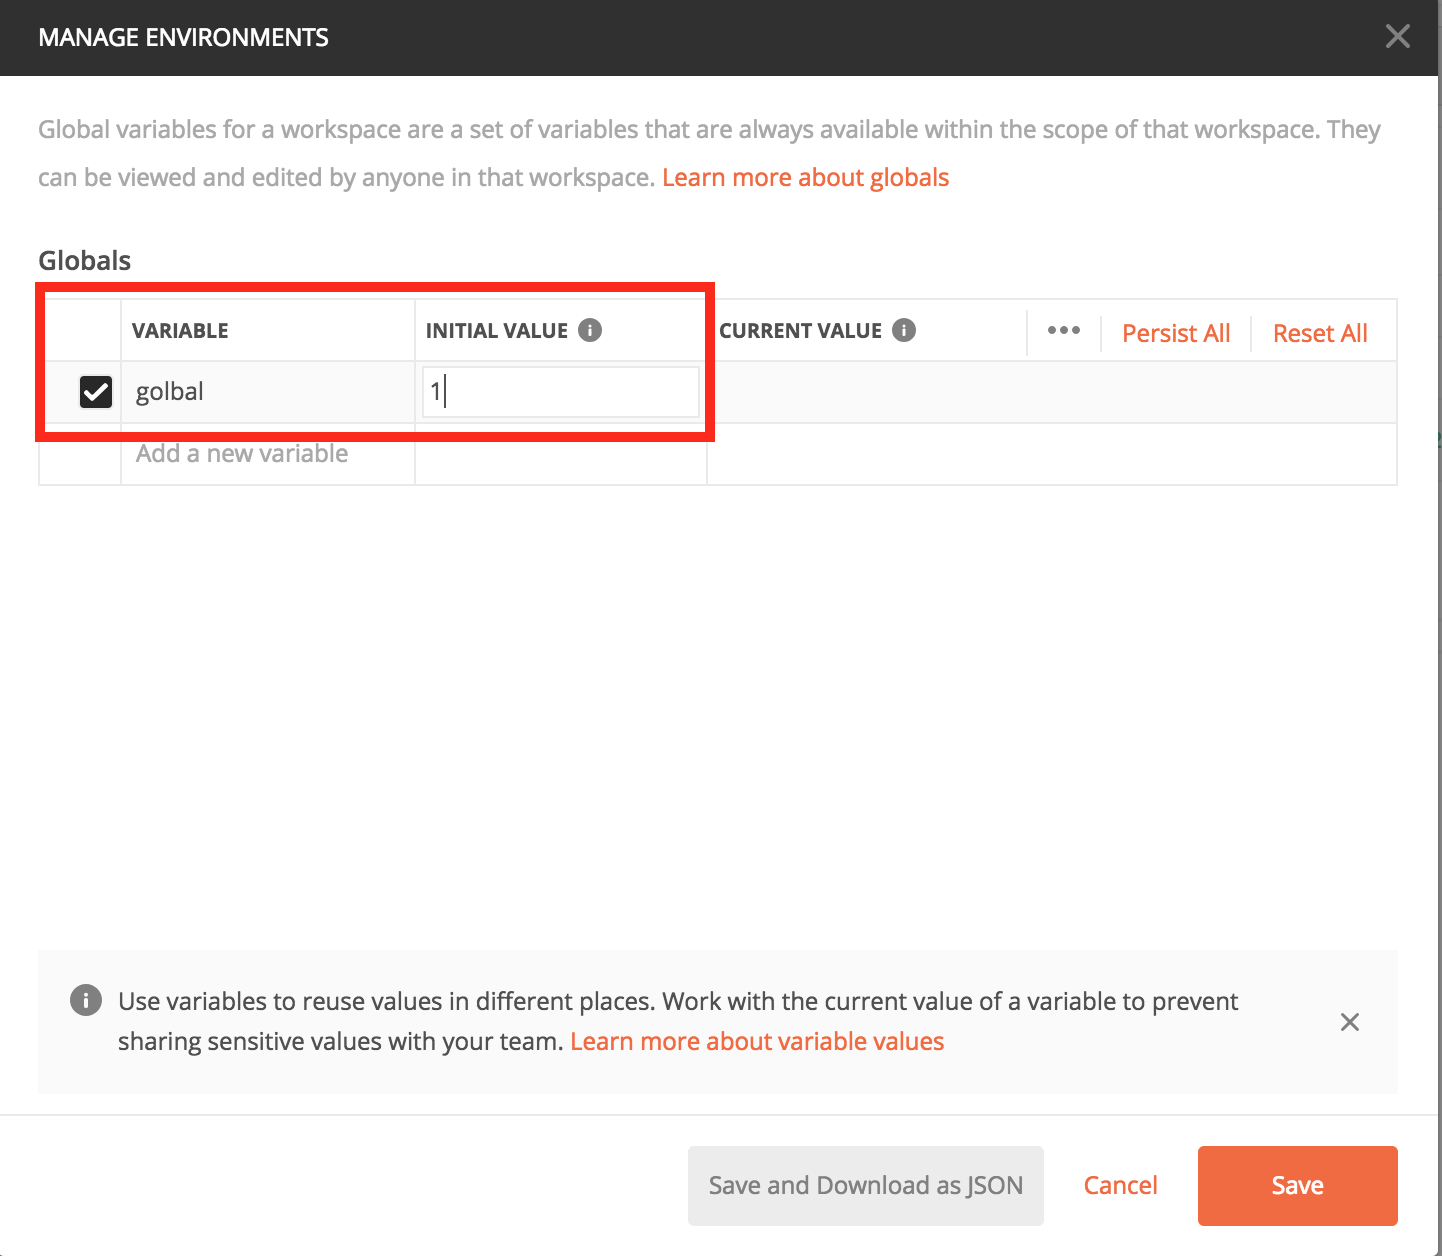 MANAGE ENVIRONMENTS
Global variables for a workspace are a set of variables that are always available within the scope of that workspace. They
can be viewed and edited by anyone in that workspace. Learn more about globals
Globals
VARIABLE INITIAL VALUE CURRENT VALUE Persist All Reset All
golbal 1
Add a new variable
Use variables to reuse values in different places. Work with the current value of a variable to prevent
sharing sensitive values with your team. Learn more about variable values
Save and Download as JSON Cancel Save